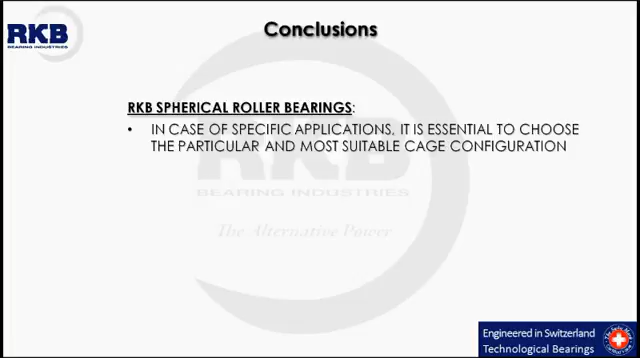 RKB
BEARING INDUSTRIES
Conclusions
RKB SPHERICAL ROLLER BEARINGS:
• IN CASE OF SPECIFIC APPLICATIONS, IT IS ESSENTIAL TO CHOOSE
THE PARTICULAR AND MOST SUITABLE CAGE CONFIGURATION
RKB
BEARING INDUSTRIES
The Alternative Power
Engineered in Switzerland
Technological Bearings